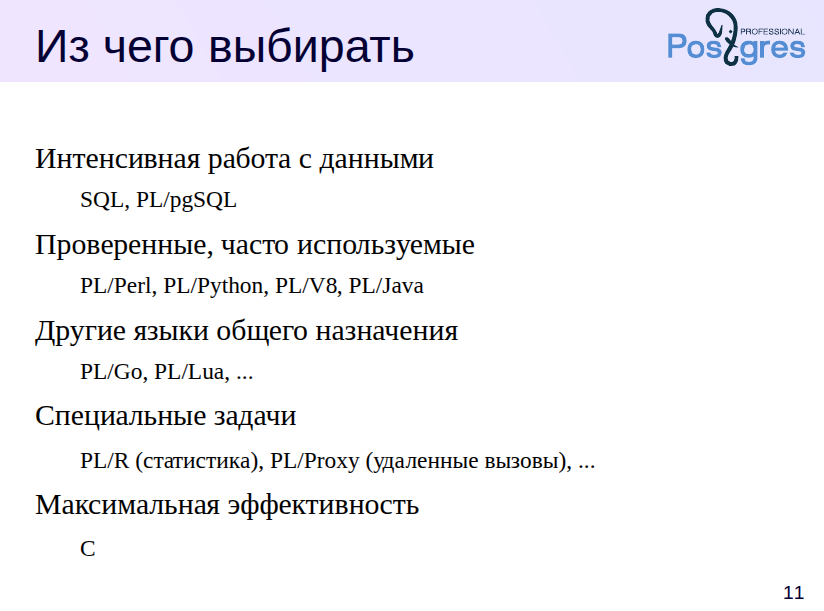 Из чего выбирать
PROFESSIONAL
Postgres
Интенсивная работа с данными
SQL, PL/pgSQL
Проверенные, часто используемые
PL/Perl, PL/Python, PL/V8, PL/Java
Другие языки общего назначения
PL/Go, PL/Lua, ...
Специальные задачи
PL/R (статистика), PL/Proxy (удаленные вызовы), ...
Максимальная эффективность
C
11